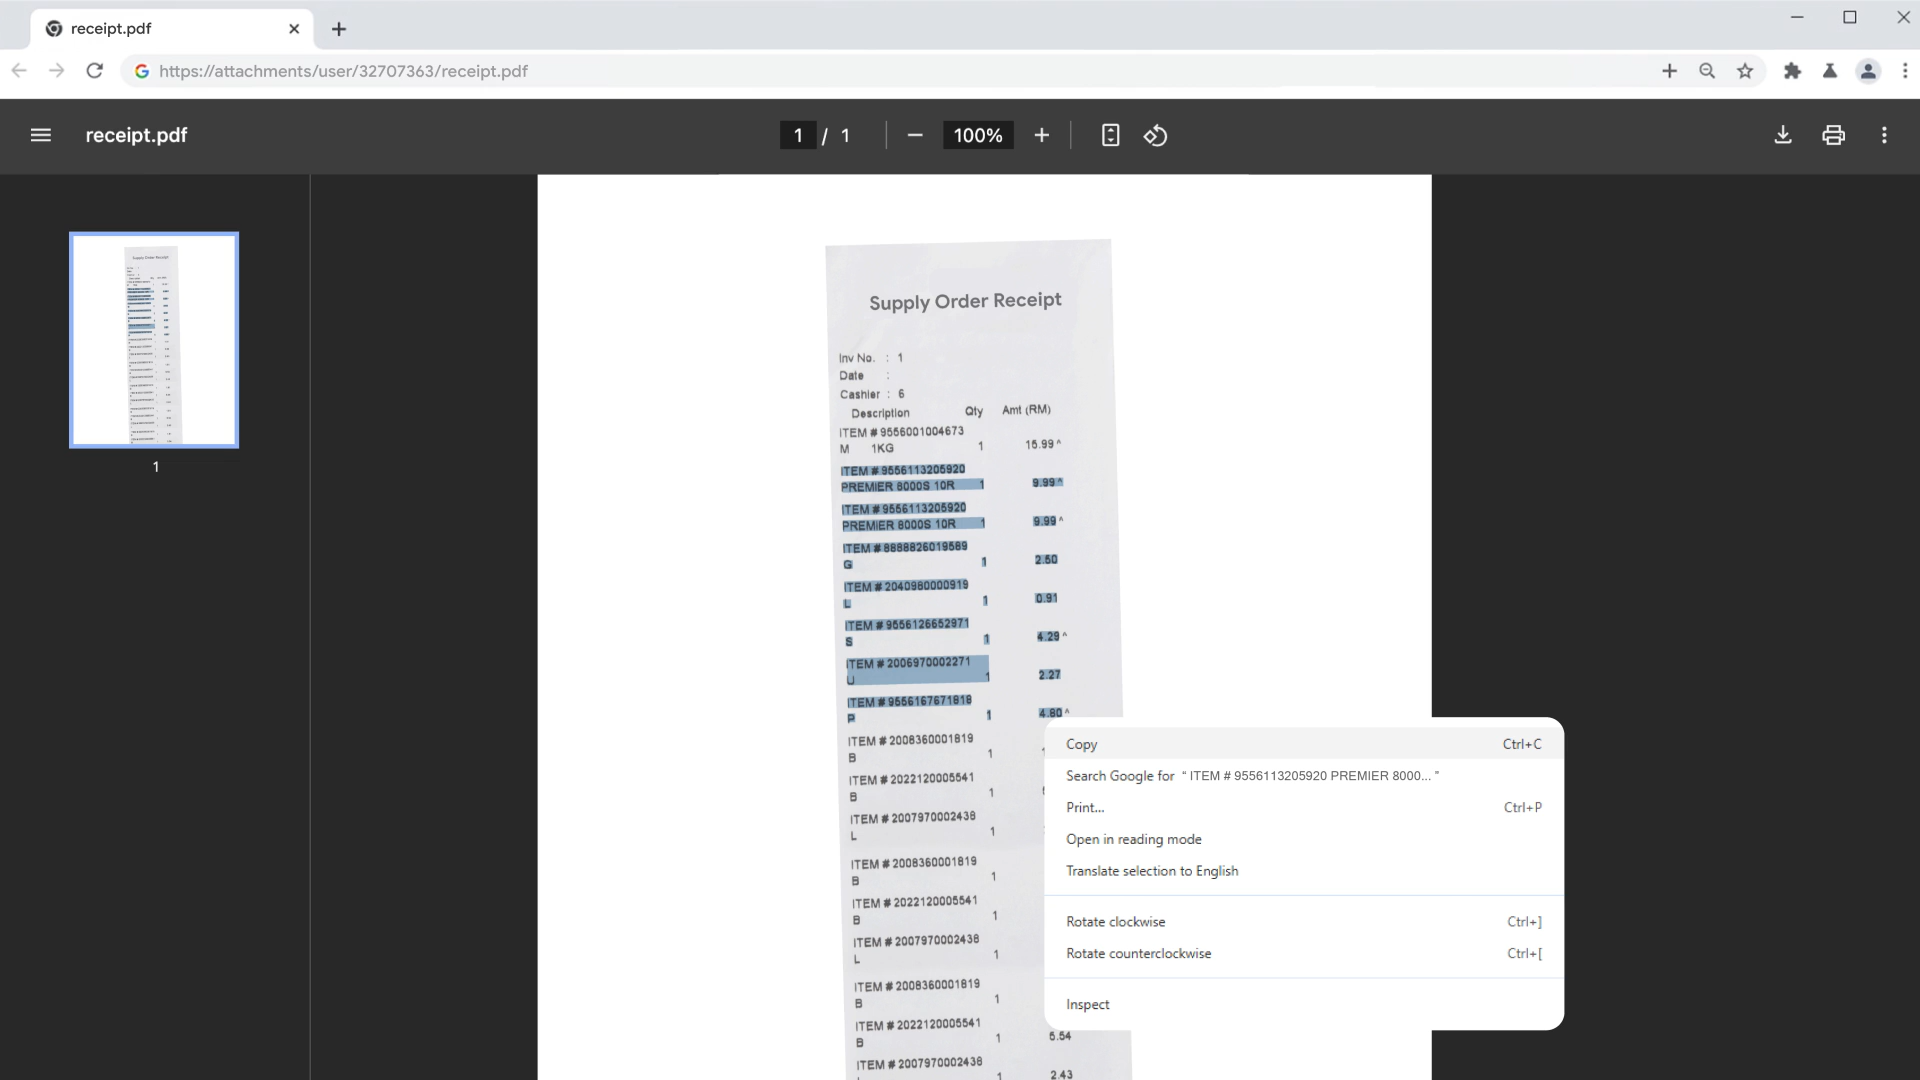 receipt.pdf
https://attachments/user/32707363/receipt.pdf
receipt.pdf
1 / 1
100%
1
Supply Order Receipt
Inv No. : 1
Date :
Cashier : 6
Description Qty Amt (RM)
ITEM # 9556001004673
M 1KG 1 15.99 ^
ITEM # 9556113205920
PREMIER 8000S 10R 1 9.99 ^
ITEM # 9556113205920
PREMIER 8000S 10R 1 9.99 ^
ITEM # 8888826019589
G 1 2.50
ITEM # 2040980000919
L 1 0.91
ITEM # 9556126652971
S 1 4.29 ^
ITEM # 2006970002271
U 1 2.27
ITEM # 9556167671818
P 1 4.80 ^
ITEM # 2008360001819
B 1
ITEM # 2022120005541
B 1
ITEM # 2007970002438
L 1
ITEM # 2008360001819
B 1
ITEM # 2022120005541
B 1
ITEM # 2007970002438
L 1
ITEM # 2008360001819
B 1
ITEM # 2022120005541
B 1 5.54
ITEM # 2007970002438
1 2.43
Copy Ctrl+C
Search Google for “ ITEM # 9556113205920 PREMIER 8000... ”
Print... Ctrl+P
Open in reading mode
Translate selection to English
Rotate clockwise Ctrl+]
Rotate counterclockwise Ctrl+[
Inspect